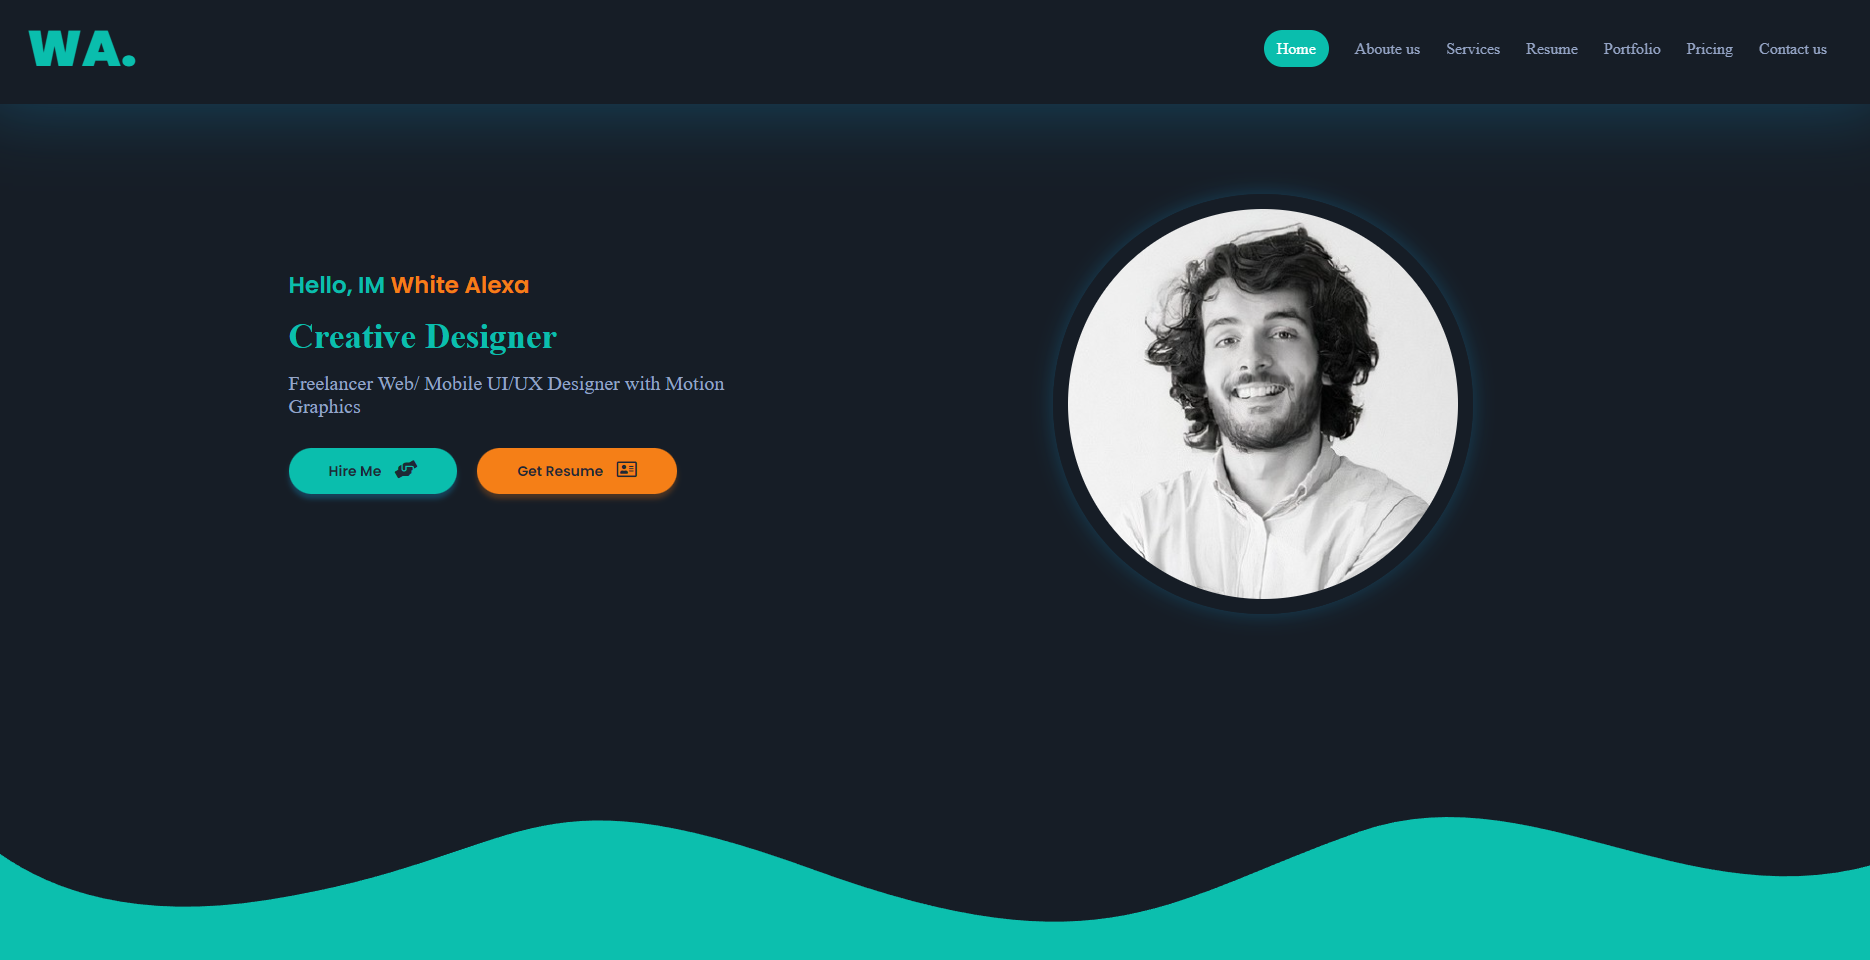 WA.
Home
Aboute us
Services
Resume
Portfolio
Pricing
Contact us
Hello, IM White Alexa
Creative Designer
Freelancer Web/ Mobile UI/UX Designer with Motion
Graphics
Hire Me
Get Resume